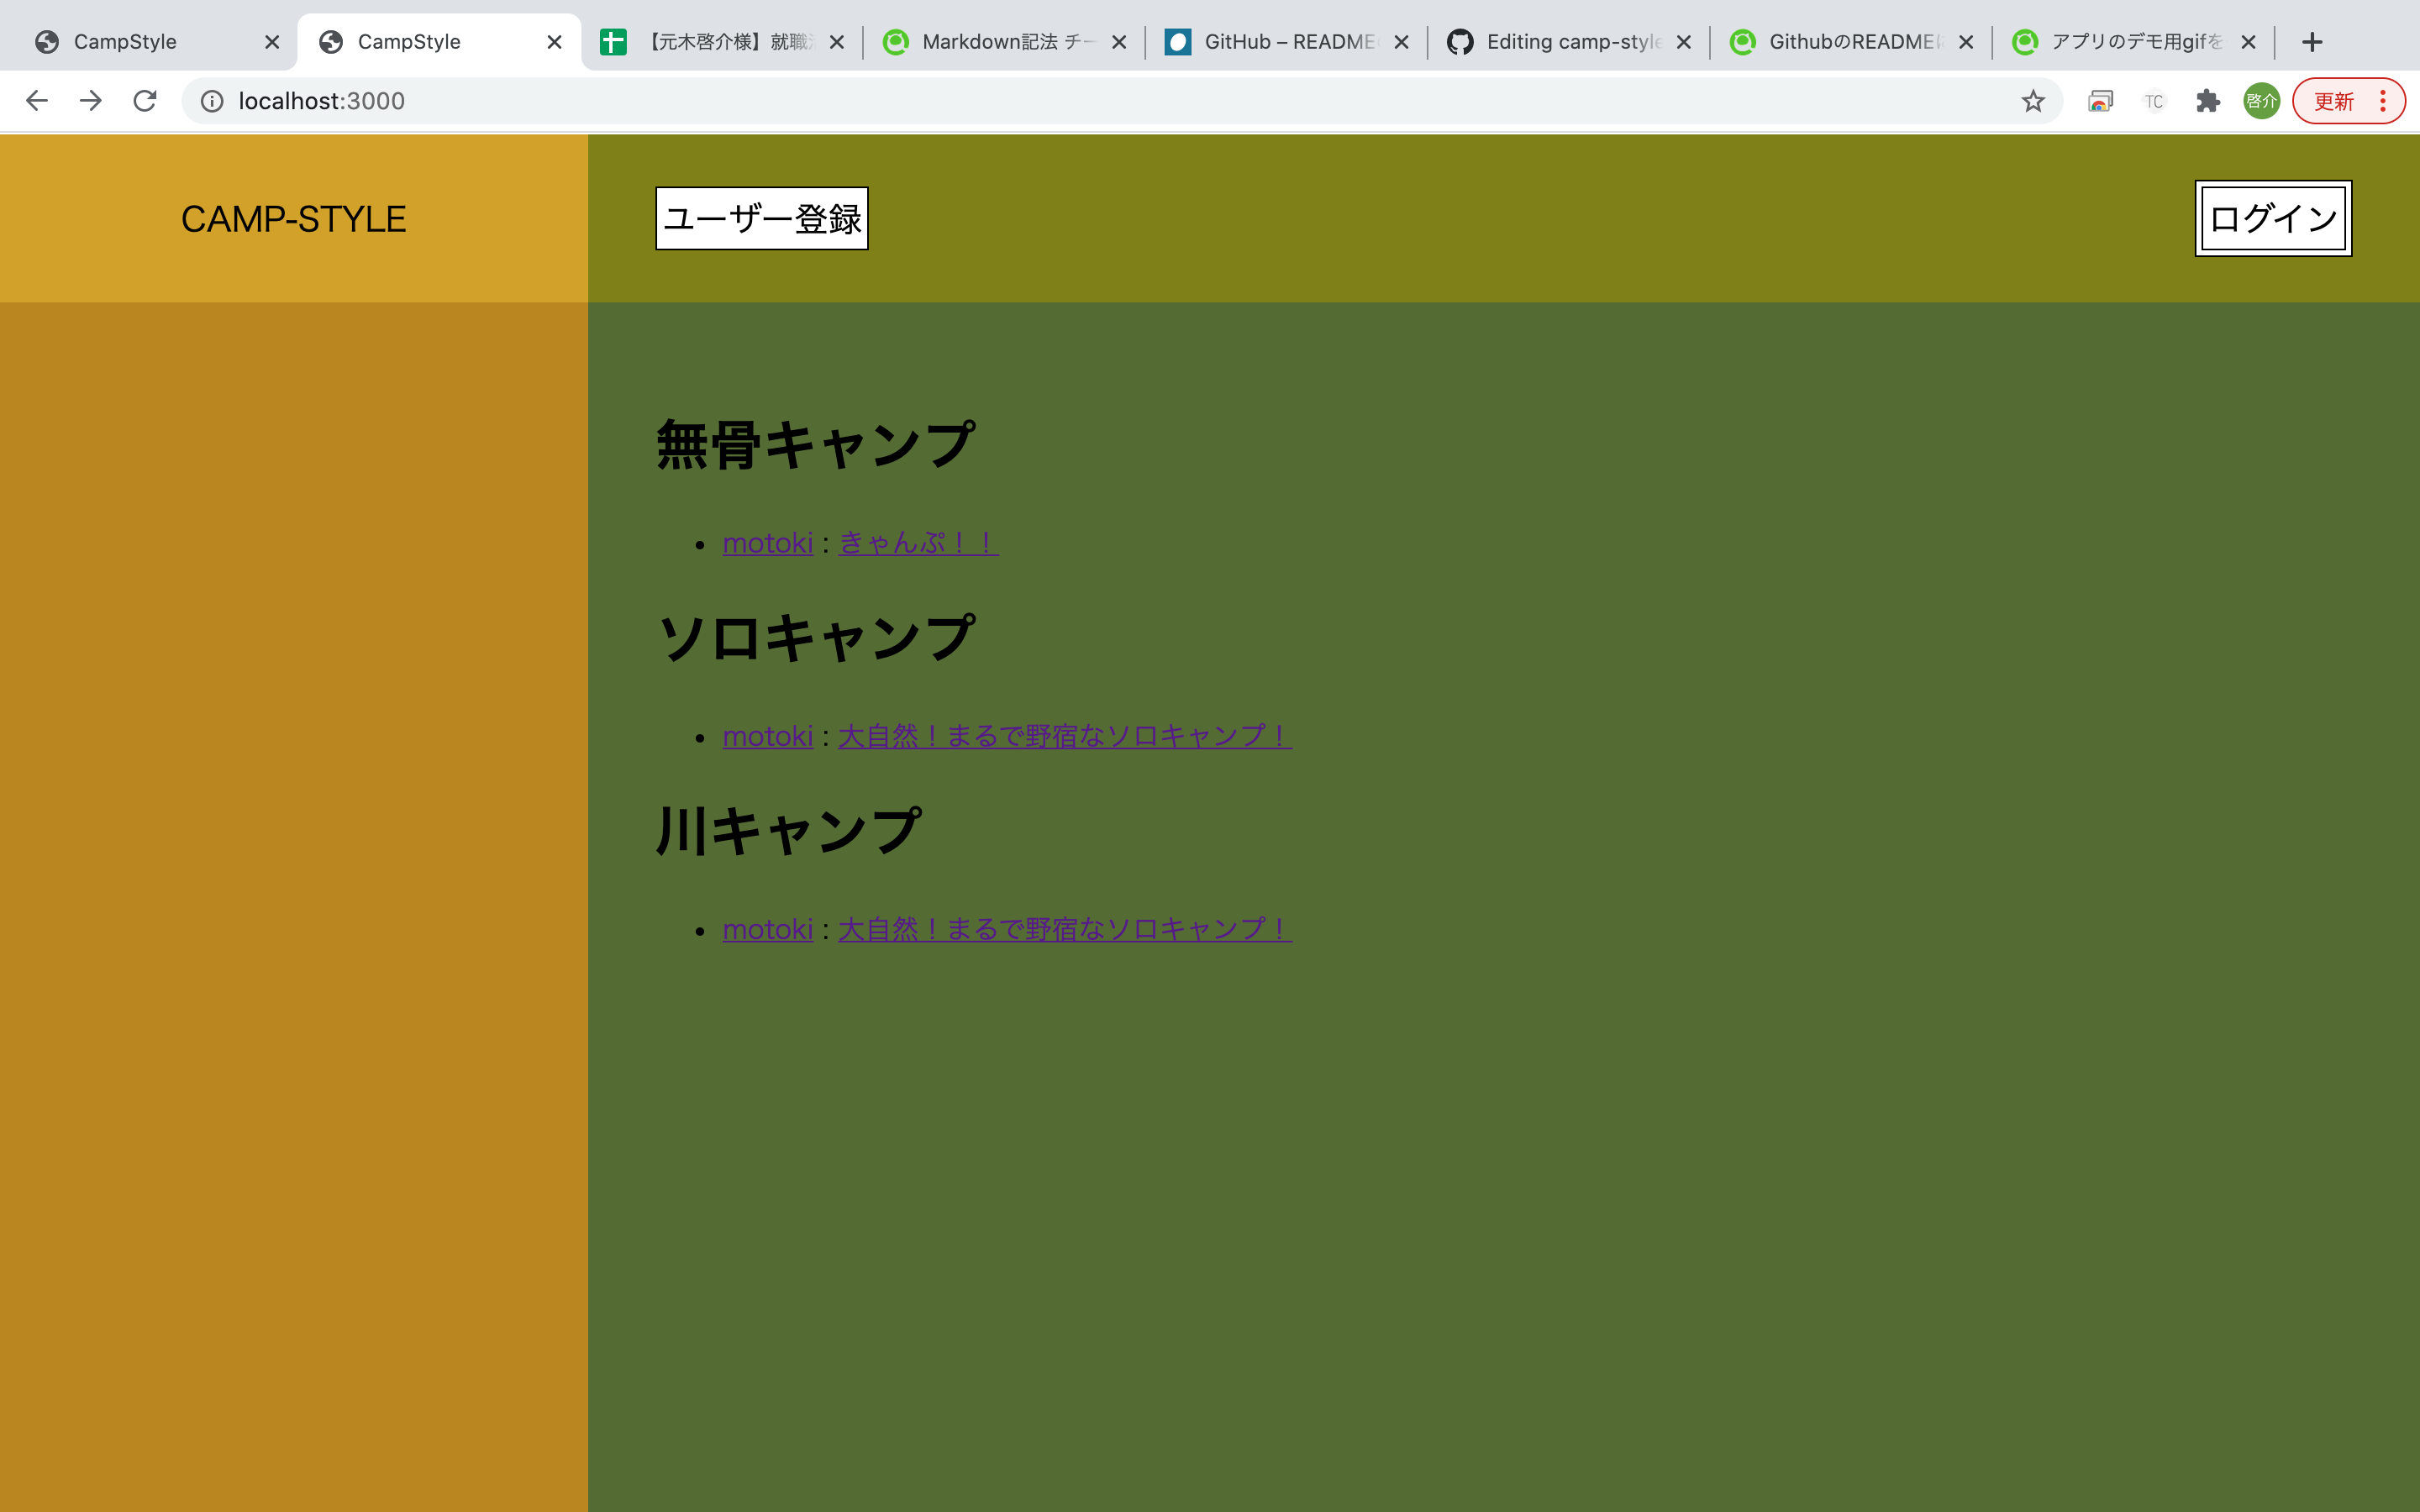 CampStyle
CampStyle
【元木啓介様】就職
Markdown記法 チー
GitHub – README
Editing camp-style
GithubのREADME
アプリのデモ用gifを
localhost:3000
TC
啓介
更新
CAMP-STYLE
ユーザー登録
ログイン
無骨キャンプ
motoki : きゃんぷ！！
ソロキャンプ
motoki : 大自然！まるで野宿なソロキャンプ！
川キャンプ
motoki : 大自然！まるで野宿なソロキャンプ！